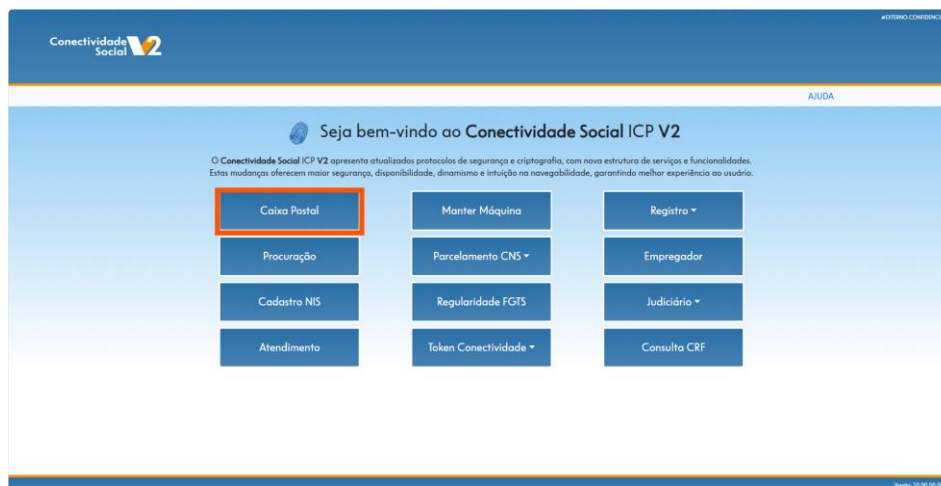 #EXTERNO.CONFIDENCIAL
Conectividade
Social V2
AJUDA
Seja bem-vindo ao Conectividade Social ICP V2
O Conectividade Social ICP V2 apresenta atualizados protocolos de segurança e criptografia, com nova estrutura de serviços e funcionalidades.
Estas mudanças oferecem maior segurança, disponibilidade, dinamismo e intuição na navegabilidade, garantindo melhor experiência ao usuário.
Caixa Postal
Manter Máquina
Registro
Procuração
Parcelamento CNS
Empregador
Cadastro NIS
Regularidade FGTS
Judiciário
Atendimento
Token Conectividade
Consulta CRF